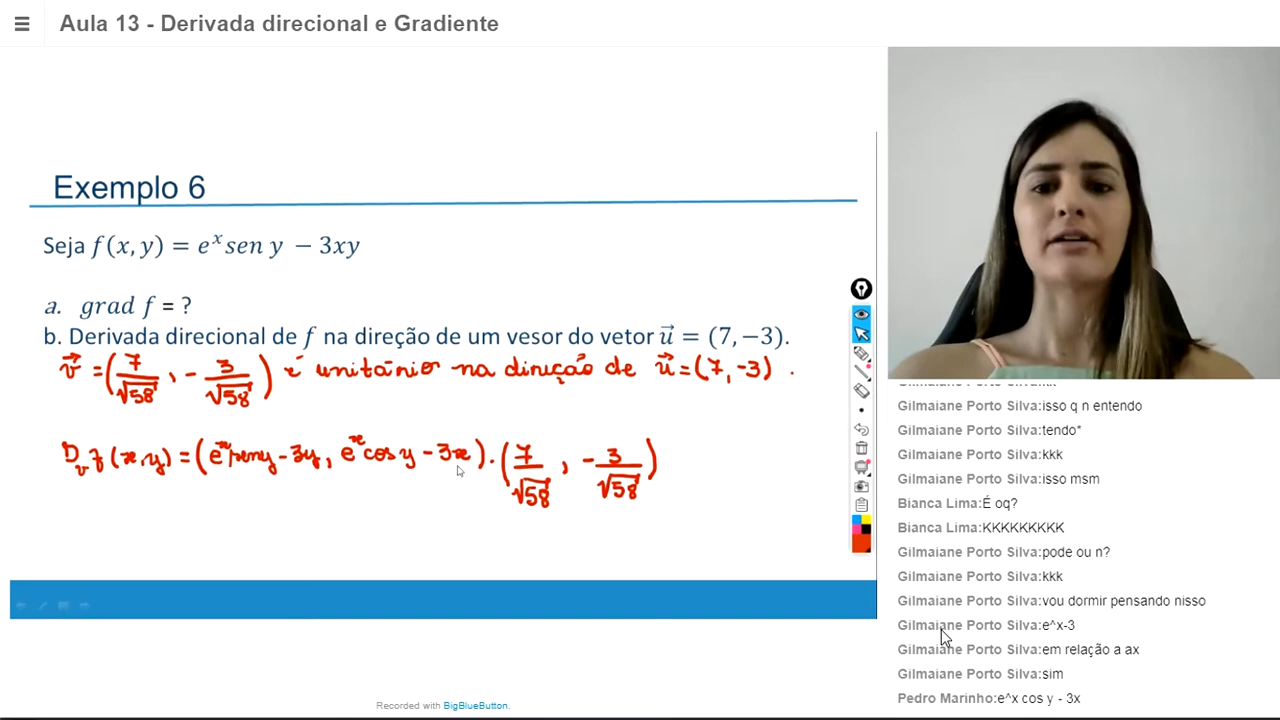 Aula 13 - Derivada direcional e Gradiente
Exemplo 6
Seja f(x, y) = e^x sen y − 3xy
a. grad f = ?
b. Derivada direcional de f na direção de um vesor do vetor u⃗ = (7, −3).
v⃗ = (7/√58, − 3/√58) é unitário na direção de u⃗ = (7, -3) .
D_v f (x, y) = (e^x sen y − 3y, e^x cos y − 3x) · (7/√58, − 3/√58)
Gilmaiane Porto Silva:isso q n entendo
Gilmaiane Porto Silva:tendo*
Gilmaiane Porto Silva:kkk
Gilmaiane Porto Silva:isso msm
Bianca Lima:É oq?
Bianca Lima:KKKKKKKKK
Gilmaiane Porto Silva:pode ou n?
Gilmaiane Porto Silva:kkk
Gilmaiane Porto Silva:vou dormir pensando nisso
Gilmaiane Porto Silva:e^x-3
Gilmaiane Porto Silva:em relação a ax
Gilmaiane Porto Silva:sim
Pedro Marinho:e^x cos y - 3x
Recorded with BigBlueButton.